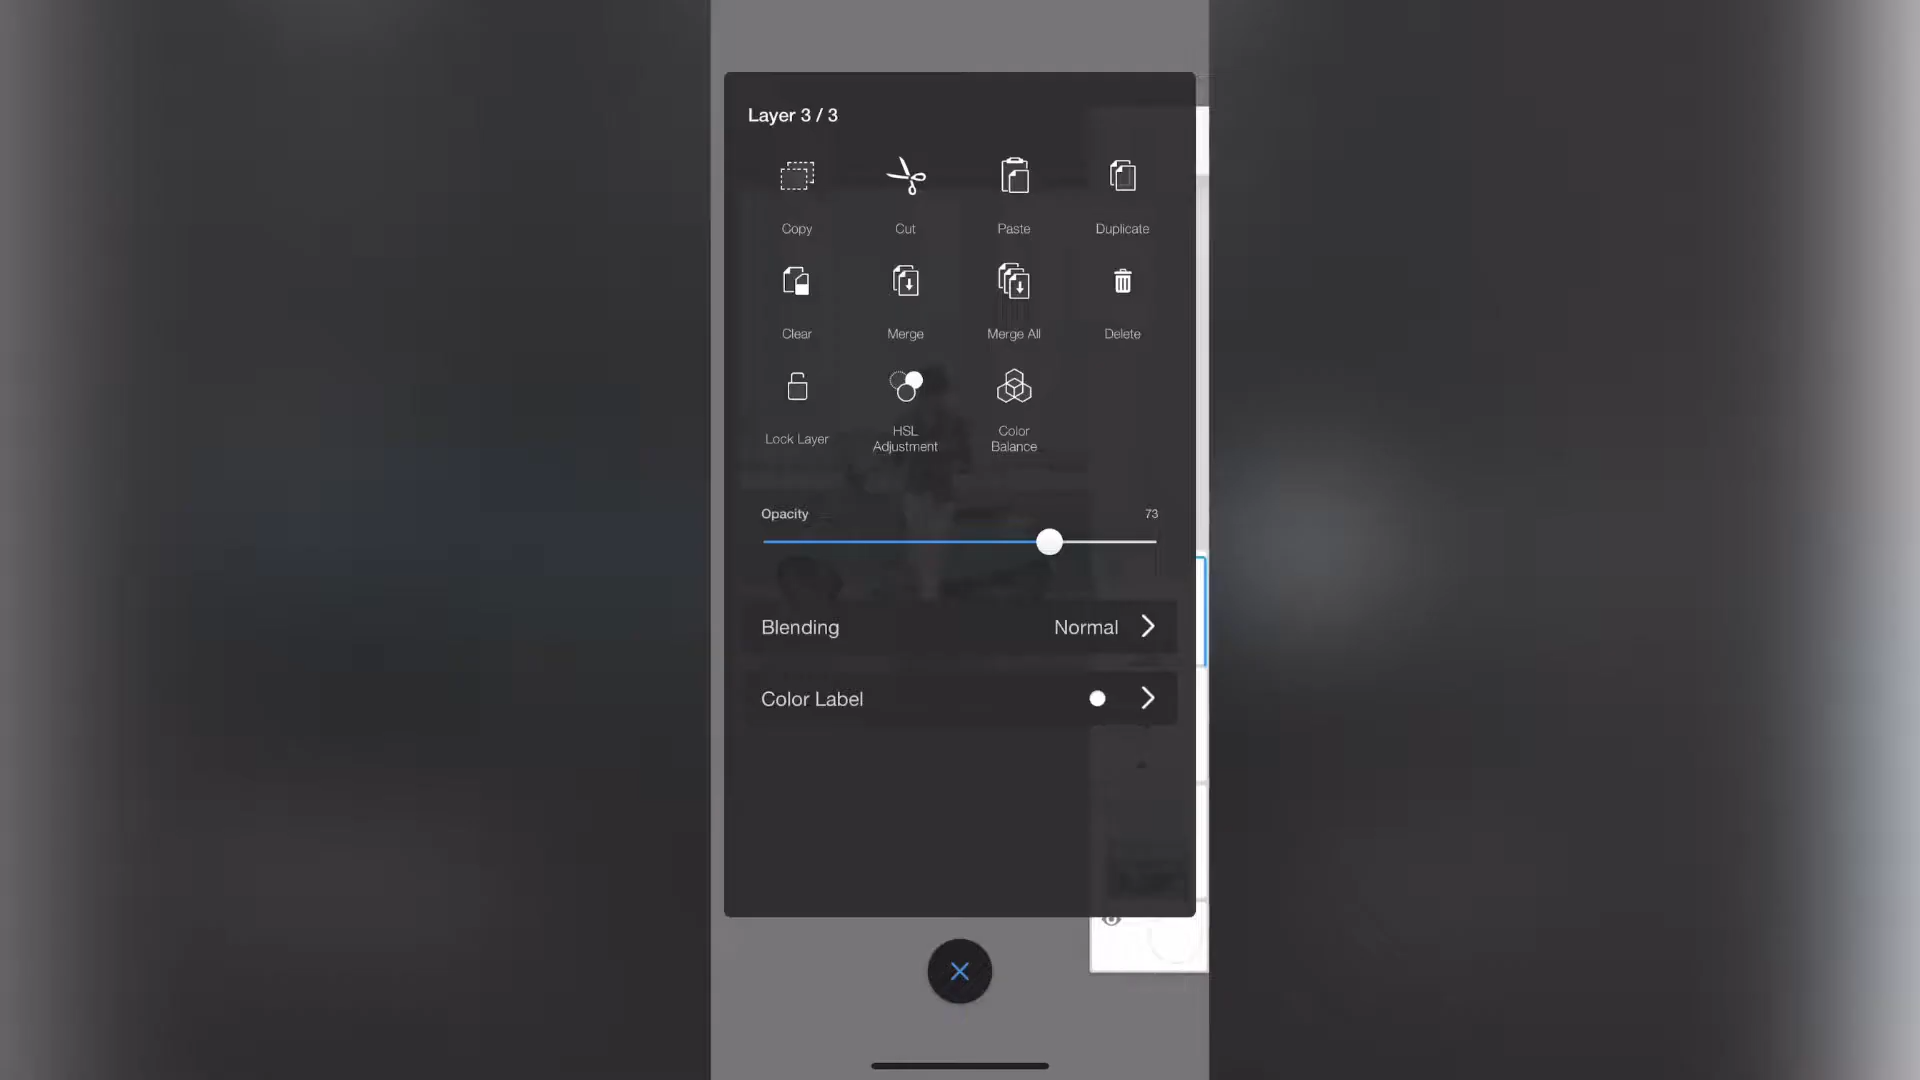 Layer 3 / 3
Copy
Cut
Paste
Duplicate
Clear
Merge
Merge All
Delete
Lock Layer
HSL
Adjustment
Color
Balance
Opacity
73
Blending
Normal
Color Label